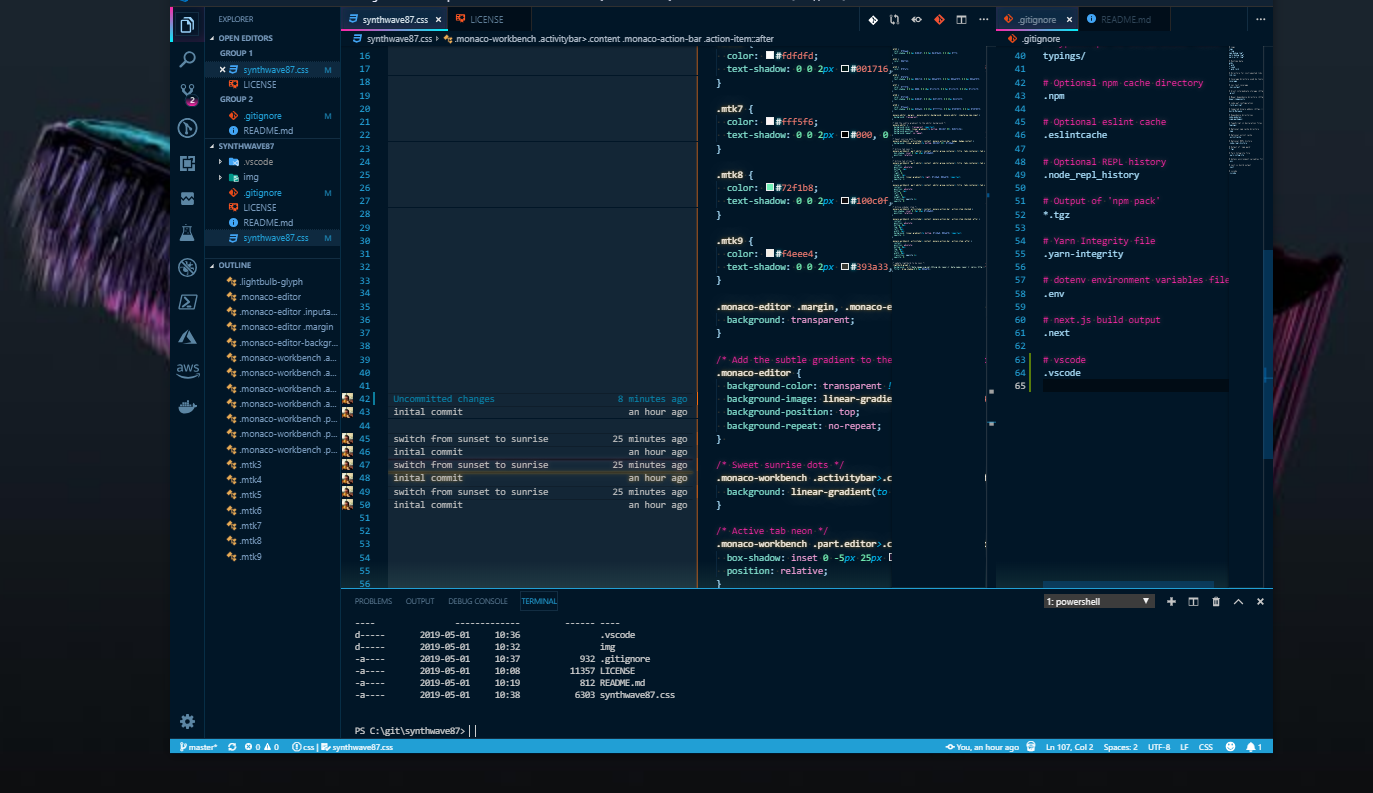 EXPLORER
OPEN EDITORS
GROUP 1
synthwave87.css M
LICENSE
GROUP 2
.gitignore M
README.md
SYNTHWAVE87
.vscode
img
.gitignore M
LICENSE
README.md
synthwave87.css M
OUTLINE
.lightbulb-glyph
.monaco-editor
.monaco-editor .inputa...
.monaco-editor .margin
.monaco-editor-backgr...
.monaco-workbench .a...
.monaco-workbench .a...
.monaco-workbench .a...
.monaco-workbench .a...
.monaco-workbench .p...
.monaco-workbench .p...
.monaco-workbench .p...
.mtk3
.mtk4
.mtk5
.mtk6
.mtk7
.mtk8
.mtk9
2
aws
synthwave87.css × LICENSE
synthwave87.css › .monaco-workbench .activitybar>.content .monaco-action-bar .action-item::after
16 color: #fdfdfd;
17 text-shadow: 0 0 2px #001716,
18 }
19
20 .mtk7 {
21 color: #fff5f6;
22 text-shadow: 0 0 2px #000, 0
23 }
24
25 .mtk8 {
26 color: #72f1b8;
27 text-shadow: 0 0 2px #100c0f,
28 }
29
30 .mtk9 {
31 color: #f4eee4;
32 text-shadow: 0 0 2px #393a33,
33 }
34
35 .monaco-editor .margin, .monaco-e
36 background: transparent;
37 }
38
39 /* Add the subtle gradient to the
40 .monaco-editor {
41 background-color: transparent !
42 Uncommitted changes 8 minutes ago background-image: linear-gradie
43 inital commit an hour ago background-position: top;
44 background-repeat: no-repeat;
45 switch from sunset to sunrise 25 minutes ago }
46 inital commit an hour ago
47 switch from sunset to sunrise 25 minutes ago /* Sweet sunrise dots */
48 inital commit an hour ago .monaco-workbench .activitybar>.c
49 switch from sunset to sunrise 25 minutes ago background: linear-gradient(to
50 inital commit an hour ago }
51
52 /* Active tab neon */
53 .monaco-workbench .part.editor>.c
54 box-shadow: inset 0 -5px 25px
55 position: relative;
56 }
.gitignore × README.md
.gitignore
40 typings/
41
42 # Optional npm cache directory
43 .npm
44
45 # Optional eslint cache
46 .eslintcache
47
48 # Optional REPL history
49 .node_repl_history
50
51 # Output of 'npm pack'
52 *.tgz
53
54 # Yarn Integrity file
55 .yarn-integrity
56
57 # dotenv environment variables file
58 .env
59
60 # next.js build output
61 .next
62
63 # vscode
64 .vscode
65
PROBLEMS OUTPUT DEBUG CONSOLE TERMINAL 1: powershell
---- ------------- ------ ----
d----- 2019-05-01 10:36 .vscode
d----- 2019-05-01 10:32 img
-a---- 2019-05-01 10:37 932 .gitignore
-a---- 2019-05-01 10:08 11357 LICENSE
-a---- 2019-05-01 10:19 812 README.md
-a---- 2019-05-01 10:38 6303 synthwave87.css
PS C:\git\synthwave87>
master* 0 0 css | synthwave87.css You, an hour ago Ln 107, Col 2 Spaces: 2 UTF-8 LF CSS 1